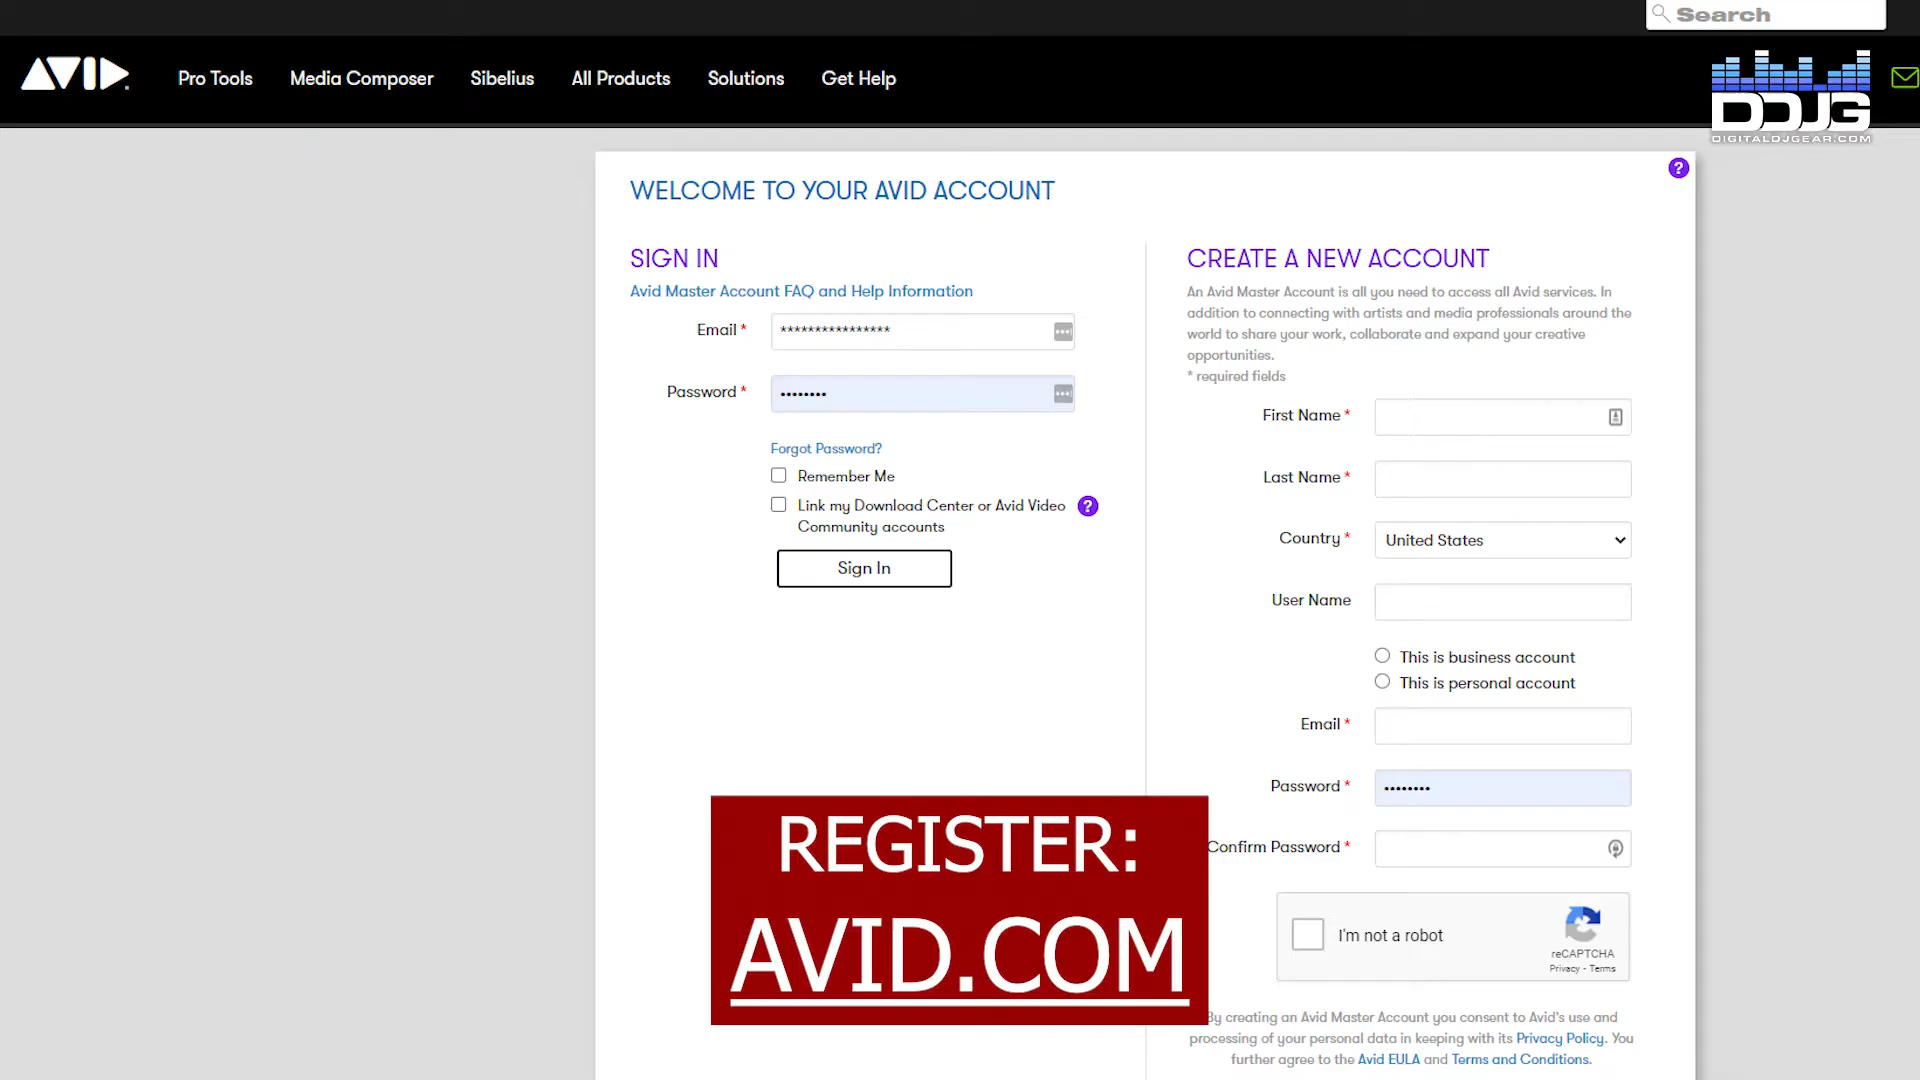 Search
AVID.
Pro Tools
Media Composer
Sibelius
All Products
Solutions
Get Help
DDJG
DIGITALDJGEAR.COM
?
WELCOME TO YOUR AVID ACCOUNT
SIGN IN
Avid Master Account FAQ and Help Information
Email *
****************
Password *
••••••••
Forgot Password?
Remember Me
Link my Download Center or Avid Video
Community accounts
?
Sign In
CREATE A NEW ACCOUNT
An Avid Master Account is all you need to access all Avid services. In
addition to connecting with artists and media professionals around the
world to share your work, collaborate and expand your creative
opportunities.
* required fields
First Name *
Last Name *
Country *
United States
User Name
This is business account
This is personal account
Email *
Password *
••••••••
Confirm Password *
I'm not a robot
reCAPTCHA
Privacy - Terms
By creating an Avid Master Account you consent to Avid's use and
processing of your personal data in keeping with its Privacy Policy. You
further agree to the Avid EULA and Terms and Conditions.
REGISTER:
AVID.COM